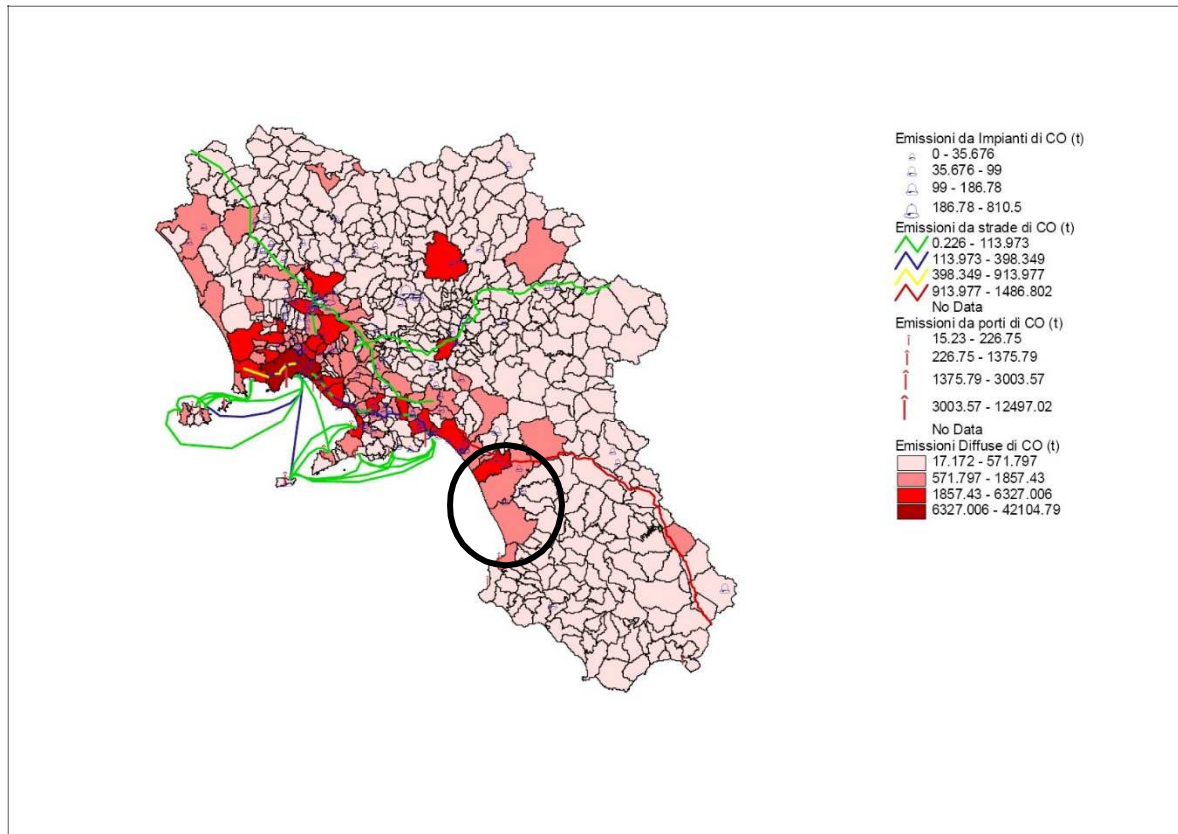 Emissioni da Impianti di CO (t)
0 - 35.676
35.676 - 99
99 - 186.78
186.78 - 810.5
Emissioni da strade di CO (t)
0.226 - 113.973
113.973 - 398.349
398.349 - 913.977
913.977 - 1486.802
No Data
Emissioni da porti di CO (t)
15.23 - 226.75
226.75 - 1375.79
1375.79 - 3003.57
3003.57 - 12497.02
No Data
Emissioni Diffuse di CO (t)
17.172 - 571.797
571.797 - 1857.43
1857.43 - 6327.006
6327.006 - 42104.79